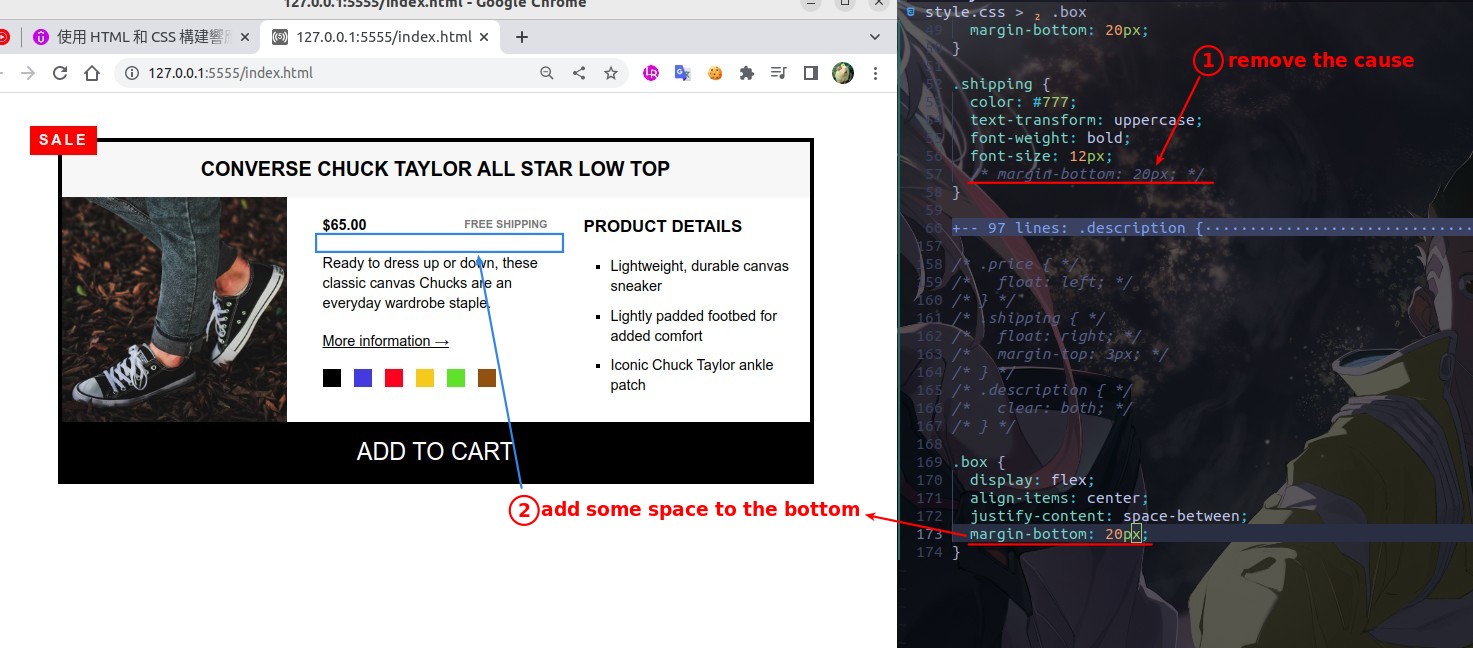 127.0.0.1:5555/index.html - Google Chrome
使用 HTML 和 CSS 構建響
127.0.0.1:5555/index.html
127.0.0.1:5555/index.html
SALE
CONVERSE CHUCK TAYLOR ALL STAR LOW TOP
$65.00
FREE SHIPPING
Ready to dress up or down, these
classic canvas Chucks are an
everyday wardrobe staple.
More information →
PRODUCT DETAILS
Lightweight, durable canvas
sneaker
Lightly padded footbed for
added comfort
Iconic Chuck Taylor ankle
patch
ADD TO CART
2 add some space to the bottom
style.css > 2 .box
49 margin-bottom: 20px;
}
1 remove the cause
52 .shipping {
color: #777;
text-transform: uppercase;
font-weight: bold;
56 font-size: 12px;
57 /* margin-bottom: 20px; */
58 }
59
60 +-- 97 lines: .description {
157
158 /* .price { */
159 /* float: left; */
160 /* } */
161 /* .shipping { */
162 /* float: right; */
163 /* margin-top: 3px; */
164 /* } */
165 /* .description { */
166 /* clear: both; */
167 /* } */
168
169 .box {
170 display: flex;
171 align-items: center;
172 justify-content: space-between;
173 margin-bottom: 20px;
174 }